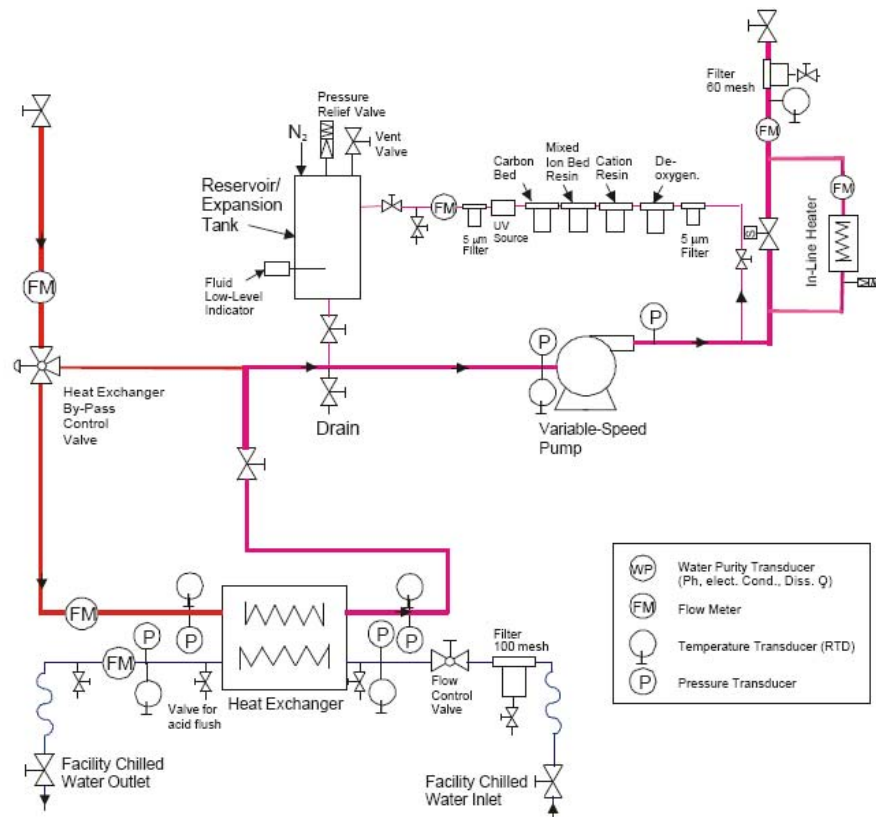 Filter
60 mesh
FM
FM
In-Line Heater
S
Pressure
Relief Valve
N2
Vent
Valve
Reservoir/
Expansion
Tank
Fluid
Low-Level
Indicator
FM
5 µm
Filter
UV
Source
Carbon
Bed
Mixed
Ion Bed
Resin
Cation
Resin
De-
oxygen.
5 µm
Filter
FM
Heat Exchanger
By-Pass
Control
Valve
Drain
P
P
Variable-Speed
Pump
FM
P
P
Filter
100 mesh
P
FM
P
Valve for
acid flush
Heat Exchanger
Flow
Control
Valve
Facility Chilled
Water Outlet
Facility Chilled
Water Inlet
WP
Water Purity Transducer
(Ph, elect. Cond., Diss. O)
FM
Flow Meter
Temperature Transducer (RTD)
P
Pressure Transducer